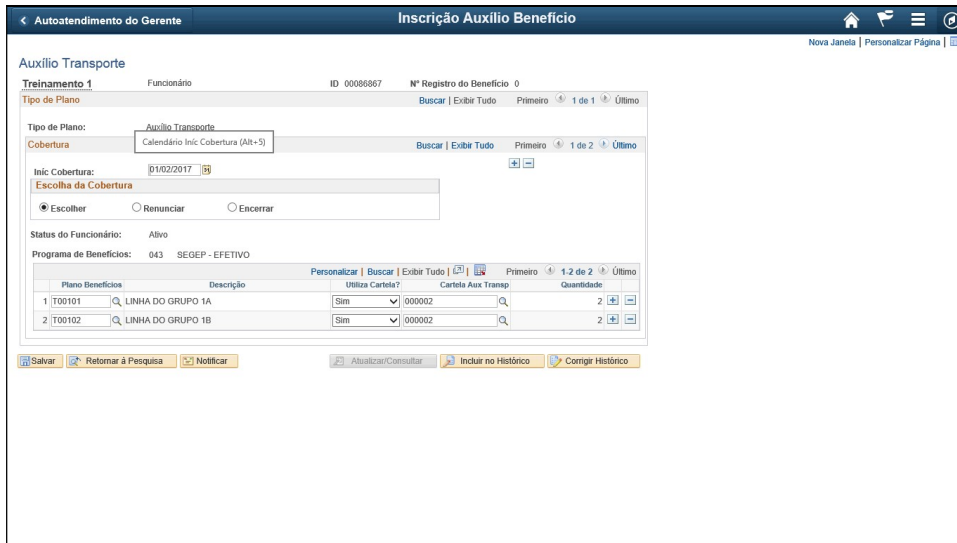 Autoatendimento do Gerente
Inscrição Auxílio Benefício
Nova Janela | Personalizar Página |
Auxílio Transporte
Treinamento 1 Funcionário ID 00086867 Nº Registro do Benefício 0
Tipo de Plano Buscar | Exibir Tudo Primeiro 1 de 1 Último
Tipo de Plano: Auxílio Transporte
Calendário Iníc Cobertura (Alt+5)
Cobertura Buscar | Exibir Tudo Primeiro 1 de 2 Último
Iníc Cobertura: 01/02/2017
Escolha da Cobertura
Escolher Renunciar Encerrar
Status do Funcionário: Ativo
Programa de Benefícios: 043 SEGEP - EFETIVO
Personalizar | Buscar | Exibir Tudo | | Primeiro 1-2 de 2 Último
Plano Benefícios Descrição Utiliza Cartela? Cartela Aux Transp Quantidade
1 T00101 LINHA DO GRUPO 1A Sim 000002 2
2 T00102 LINHA DO GRUPO 1B Sim 000002 2
Salvar Retornar à Pesquisa Notificar Atualizar/Consultar Incluir no Histórico Corrigir Histórico